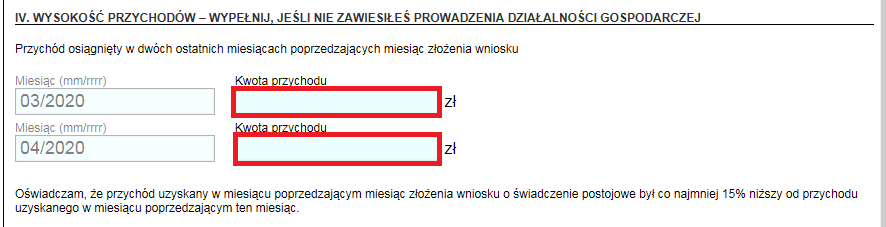 IV. WYSOKOŚĆ PRZYCHODÓW – WYPEŁNIJ, JEŚLI NIE ZAWIESIŁEŚ PROWADZENIA DZIAŁALNOŚCI GOSPODARCZEJ
Przychód osiągnięty w dwóch ostatnich miesiącach poprzedzających miesiąc złożenia wniosku
Miesiąc (mm/rrrr) Kwota przychodu
03/2020 zł
Miesiąc (mm/rrrr) Kwota przychodu
04/2020 zł
Oświadczam, że przychód uzyskany w miesiącu poprzedzającym miesiąc złożenia wniosku o świadczenie postojowe był co najmniej 15% niższy od przychodu
uzyskanego w miesiącu poprzedzającym ten miesiąc.